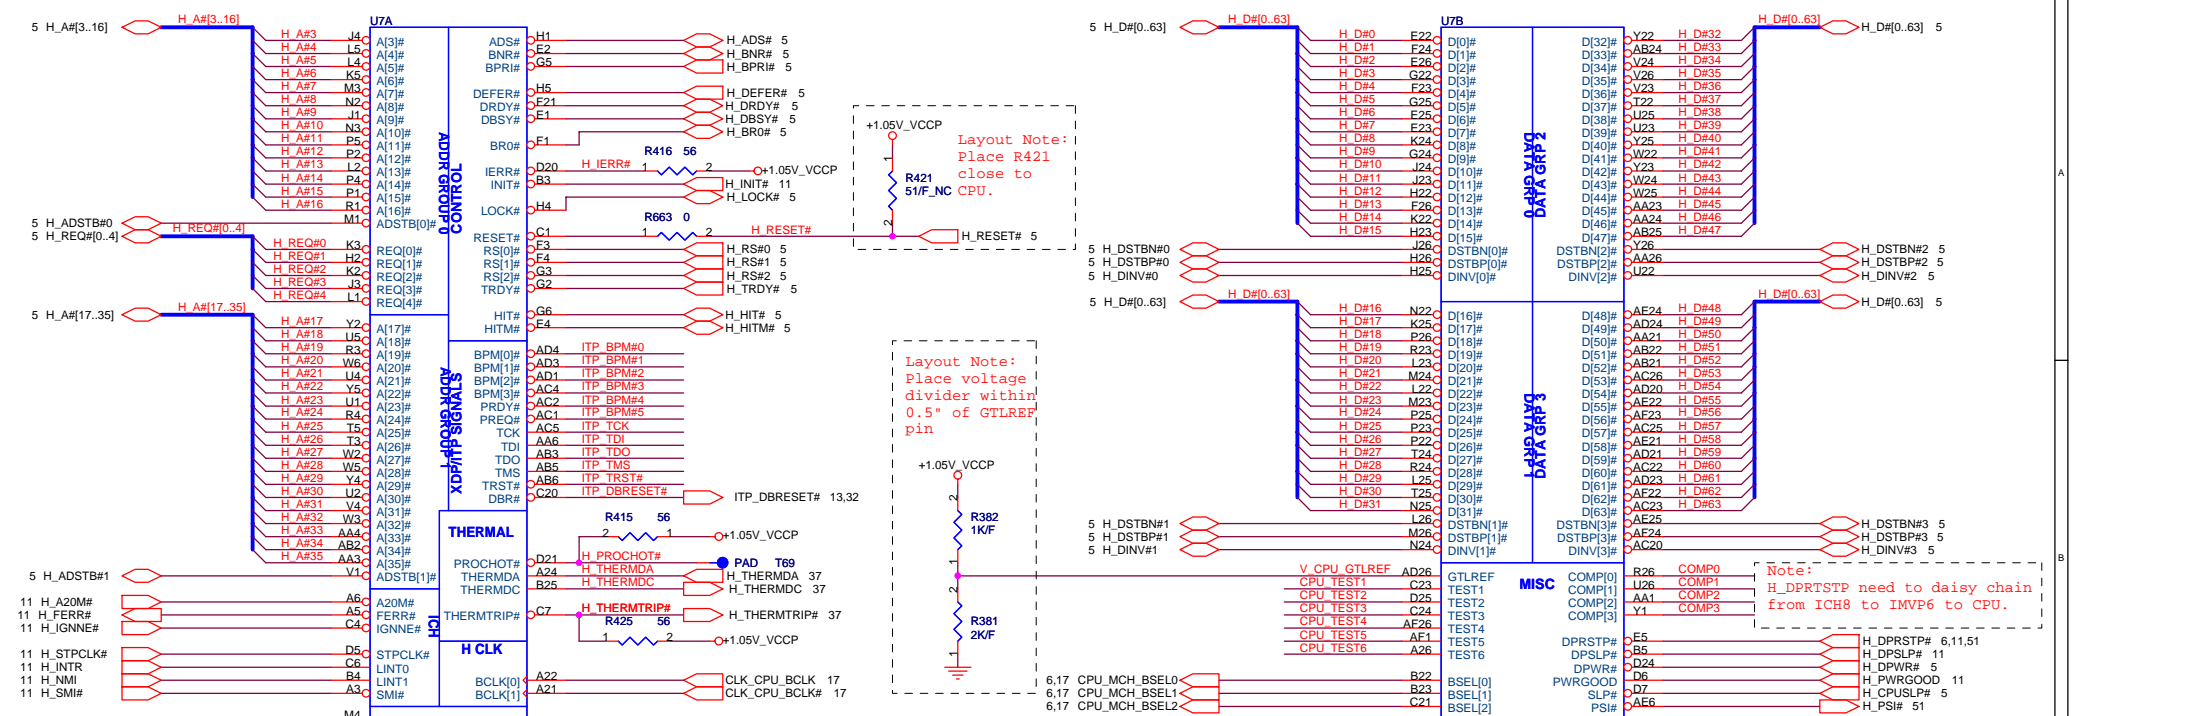 U7A
5 H_A#[3..16] H_A#[3..16]
H_A#3 J4 A[3]#
H_A#4 L5 A[4]#
H_A#5 L4 A[5]#
H_A#6 K5 A[6]#
H_A#7 M3 A[7]#
H_A#8 N2 A[8]#
H_A#9 J1 A[9]#
H_A#10 N3 A[10]#
H_A#11 P5 A[11]#
H_A#12 P2 A[12]#
H_A#13 L2 A[13]#
H_A#14 P4 A[14]#
H_A#15 P1 A[15]#
H_A#16 R1 A[16]#
5 H_ADSTB#0 M1 ADSTB[0]#
5 H_REQ#[0..4] H_REQ#[0..4]
H_REQ#0 K3 REQ[0]#
H_REQ#1 H2 REQ[1]#
H_REQ#2 K2 REQ[2]#
H_REQ#3 J3 REQ[3]#
H_REQ#4 L1 REQ[4]#
5 H_A#[17..35] H_A#[17..35]
H_A#17 Y2 A[17]#
H_A#18 U5 A[18]#
H_A#19 R3 A[19]#
H_A#20 W6 A[20]#
H_A#21 U4 A[21]#
H_A#22 Y5 A[22]#
H_A#23 U1 A[23]#
H_A#24 R4 A[24]#
H_A#25 T5 A[25]#
H_A#26 T3 A[26]#
H_A#27 W2 A[27]#
H_A#28 W5 A[28]#
H_A#29 Y4 A[29]#
H_A#30 U2 A[30]#
H_A#31 V4 A[31]#
H_A#32 W3 A[32]#
H_A#33 AA4 A[33]#
H_A#34 AB2 A[34]#
H_A#35 AA3 A[35]#
5 H_ADSTB#1 V1 ADSTB[1]#
11 H_A20M# A6 A20M#
11 H_FERR# A5 FERR#
11 H_IGNNE# C4 IGNNE#
11 H_STPCLK# D5 STPCLK#
11 H_INTR C6 LINT0
11 H_NMI B4 LINT1
11 H_SMI# A3 SMI#
M4
ADDR GROUP 0
CONTROL
ADDR GROUP 1
XDP/ITP SIGNALS
ICH
THERMAL
H CLK
ADS# H1 H_ADS# 5
BNR# E2 H_BNR# 5
BPRI# G5 H_BPRI# 5
DEFER# H5 H_DEFER# 5
DRDY# F21 H_DRDY# 5
DBSY# E1 H_DBSY# 5
BR0# F1 H_BR0# 5
IERR# D20 H_IERR# R416 56 1 2 +1.05V_VCCP
INIT# B3 H_INIT# 11
LOCK# H4 H_LOCK# 5
RESET# C1 R663 0 1 2 H_RESET# H_RESET# 5
RS[0]# F3 H_RS#0 5
RS[1]# F4 H_RS#1 5
RS[2]# G3 H_RS#2 5
TRDY# G2 H_TRDY# 5
HIT# G6 H_HIT# 5
HITM# E4 H_HITM# 5
BPM[0]# AD4 ITP_BPM#0
BPM[1]# AD3 ITP_BPM#1
BPM[2]# AD1 ITP_BPM#2
BPM[3]# AC4 ITP_BPM#3
PRDY# AC2 ITP_BPM#4
PREQ# AC1 ITP_BPM#5
TCK AC5 ITP_TCK
TDI AA6 ITP_TDI
TDO AB3 ITP_TDO
TMS AB5 ITP_TMS
TRST# AB6 ITP_TRST#
DBR# C20 ITP_DBRESET# ITP_DBRESET# 13,32
R415 56 2 1 +1.05V_VCCP
PROCHOT# D21 H_PROCHOT# PAD T69
THERMDA A24 H_THERMDA H_THERMDA 37
THERMDC B25 H_THERMDC H_THERMDC 37
THERMTRIP# C7 H_THERMTRIP# H_THERMTRIP# 37
R425 56 1 2 +1.05V_VCCP
BCLK[0] A22 CLK_CPU_BCLK 17
BCLK[1] A21 CLK_CPU_BCLK# 17
+1.05V_VCCP
1
R421
51/F_NC
2
Layout Note:
Place R421
close to
CPU.
Layout Note:
Place voltage
divider within
0.5" of GTLREF
pin
+1.05V_VCCP
2
R382
1K/F
1
2
R381
2K/F
1
U7B
5 H_D#[0..63] H_D#[0..63]
H_D#0 E22 D[0]#
H_D#1 F24 D[1]#
H_D#2 E26 D[2]#
H_D#3 G22 D[3]#
H_D#4 F23 D[4]#
H_D#5 G25 D[5]#
H_D#6 E25 D[6]#
H_D#7 E23 D[7]#
H_D#8 K24 D[8]#
H_D#9 G24 D[9]#
H_D#10 J24 D[10]#
H_D#11 J23 D[11]#
H_D#12 H22 D[12]#
H_D#13 F26 D[13]#
H_D#14 K22 D[14]#
H_D#15 H23 D[15]#
5 H_DSTBN#0 J26 DSTBN[0]#
5 H_DSTBP#0 H26 DSTBP[0]#
5 H_DINV#0 H25 DINV[0]#
5 H_D#[0..63] H_D#[0..63]
H_D#16 N22 D[16]#
H_D#17 K25 D[17]#
H_D#18 P26 D[18]#
H_D#19 R23 D[19]#
H_D#20 L23 D[20]#
H_D#21 M24 D[21]#
H_D#22 L22 D[22]#
H_D#23 M23 D[23]#
H_D#24 P25 D[24]#
H_D#25 P23 D[25]#
H_D#26 P22 D[26]#
H_D#27 T24 D[27]#
H_D#28 R24 D[28]#
H_D#29 L25 D[29]#
H_D#30 T25 D[30]#
H_D#31 N25 D[31]#
5 H_DSTBN#1 L26 DSTBN[1]#
5 H_DSTBP#1 M26 DSTBP[1]#
5 H_DINV#1 N24 DINV[1]#
V_CPU_GTLREF AD26 GTLREF
CPU_TEST1 C23 TEST1
CPU_TEST2 D25 TEST2
CPU_TEST3 C24 TEST3
CPU_TEST4 AF26 TEST4
CPU_TEST5 AF1 TEST5
CPU_TEST6 A26 TEST6
6,17 CPU_MCH_BSEL0 B22 BSEL[0]
6,17 CPU_MCH_BSEL1 B23 BSEL[1]
6,17 CPU_MCH_BSEL2 C21 BSEL[2]
DATA GRP 0
DATA GRP 2
DATA GRP 1
DATA GRP 3
MISC
H_D#[0..63] H_D#[0..63] 5
D[32]# Y22 H_D#32
D[33]# AB24 H_D#33
D[34]# V24 H_D#34
D[35]# V26 H_D#35
D[36]# V23 H_D#36
D[37]# T22 H_D#37
D[38]# U25 H_D#38
D[39]# U23 H_D#39
D[40]# Y25 H_D#40
D[41]# W22 H_D#41
D[42]# Y23 H_D#42
D[43]# W24 H_D#43
D[44]# W25 H_D#44
D[45]# AA23 H_D#45
D[46]# AA24 H_D#46
D[47]# AB25 H_D#47
DSTBN[2]# Y26 H_DSTBN#2 5
DSTBP[2]# AA26 H_DSTBP#2 5
DINV[2]# U22 H_DINV#2 5
H_D#[0..63] H_D#[0..63] 5
D[48]# AE24 H_D#48
D[49]# AD24 H_D#49
D[50]# AA21 H_D#50
D[51]# AB22 H_D#51
D[52]# AB21 H_D#52
D[53]# AC26 H_D#53
D[54]# AD20 H_D#54
D[55]# AE22 H_D#55
D[56]# AF23 H_D#56
D[57]# AC25 H_D#57
D[58]# AE21 H_D#58
D[59]# AD21 H_D#59
D[60]# AC22 H_D#60
D[61]# AD23 H_D#61
D[62]# AF22 H_D#62
D[63]# AC23 H_D#63
DSTBN[3]# AE25 H_DSTBN#3 5
DSTBP[3]# AF24 H_DSTBP#3 5
DINV[3]# AC20 H_DINV#3 5
COMP[0] R26 COMP0
COMP[1] U26 COMP1
COMP[2] AA1 COMP2
COMP[3] Y1 COMP3
Note:
H_DPRTSTP need to daisy chain
from ICH8 to IMVP6 to CPU.
DPRSTP# E5 H_DPRSTP# 6,11,51
DPSLP# B5 H_DPSLP# 11
DPWR# D24 H_DPWR# 5
PWRGOOD D6 H_PWRGOOD 11
SLP# D7 H_CPUSLP# 5
PSI# AE6 H_PSI# 51
A
B